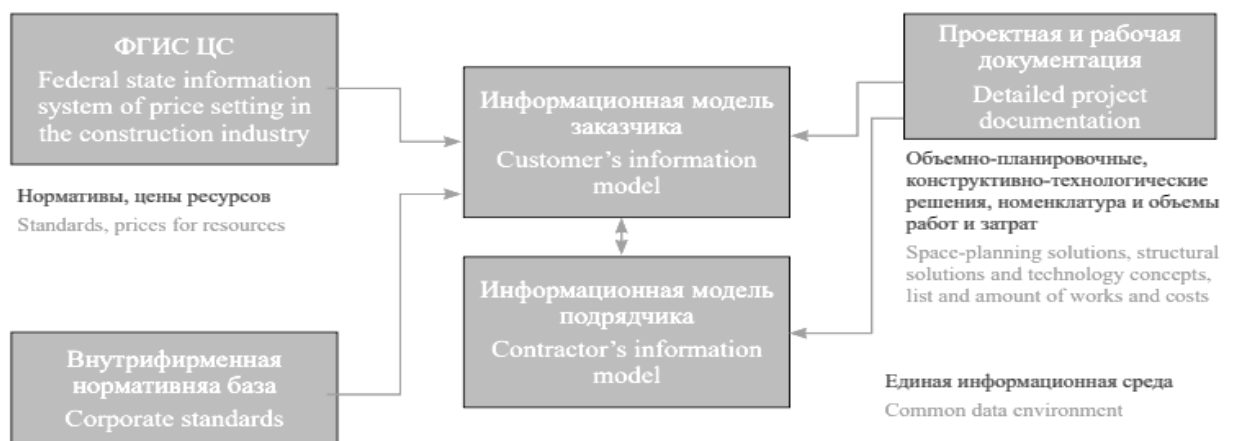 ФГИС ЦС
Federal state information
system of price setting in
the construction industry
Нормативы, цены ресурсов
Standards, prices for resources
Внутрифирменная
нормативняа база
Corporate standards
Информационная модель
заказчика
Customer’s information
model
Информационная модель
подрядчика
Contractor’s information
model
Проектная и рабочая
документация
Detailed project
documentation
Объемно-планировочные,
конструктивно-технологические
решения, номенклатура и объемы
работ и затрат
Space-planning solutions, structural
solutions and technology concepts,
list and amount of works and costs
Единая информационная среда
Common data environment